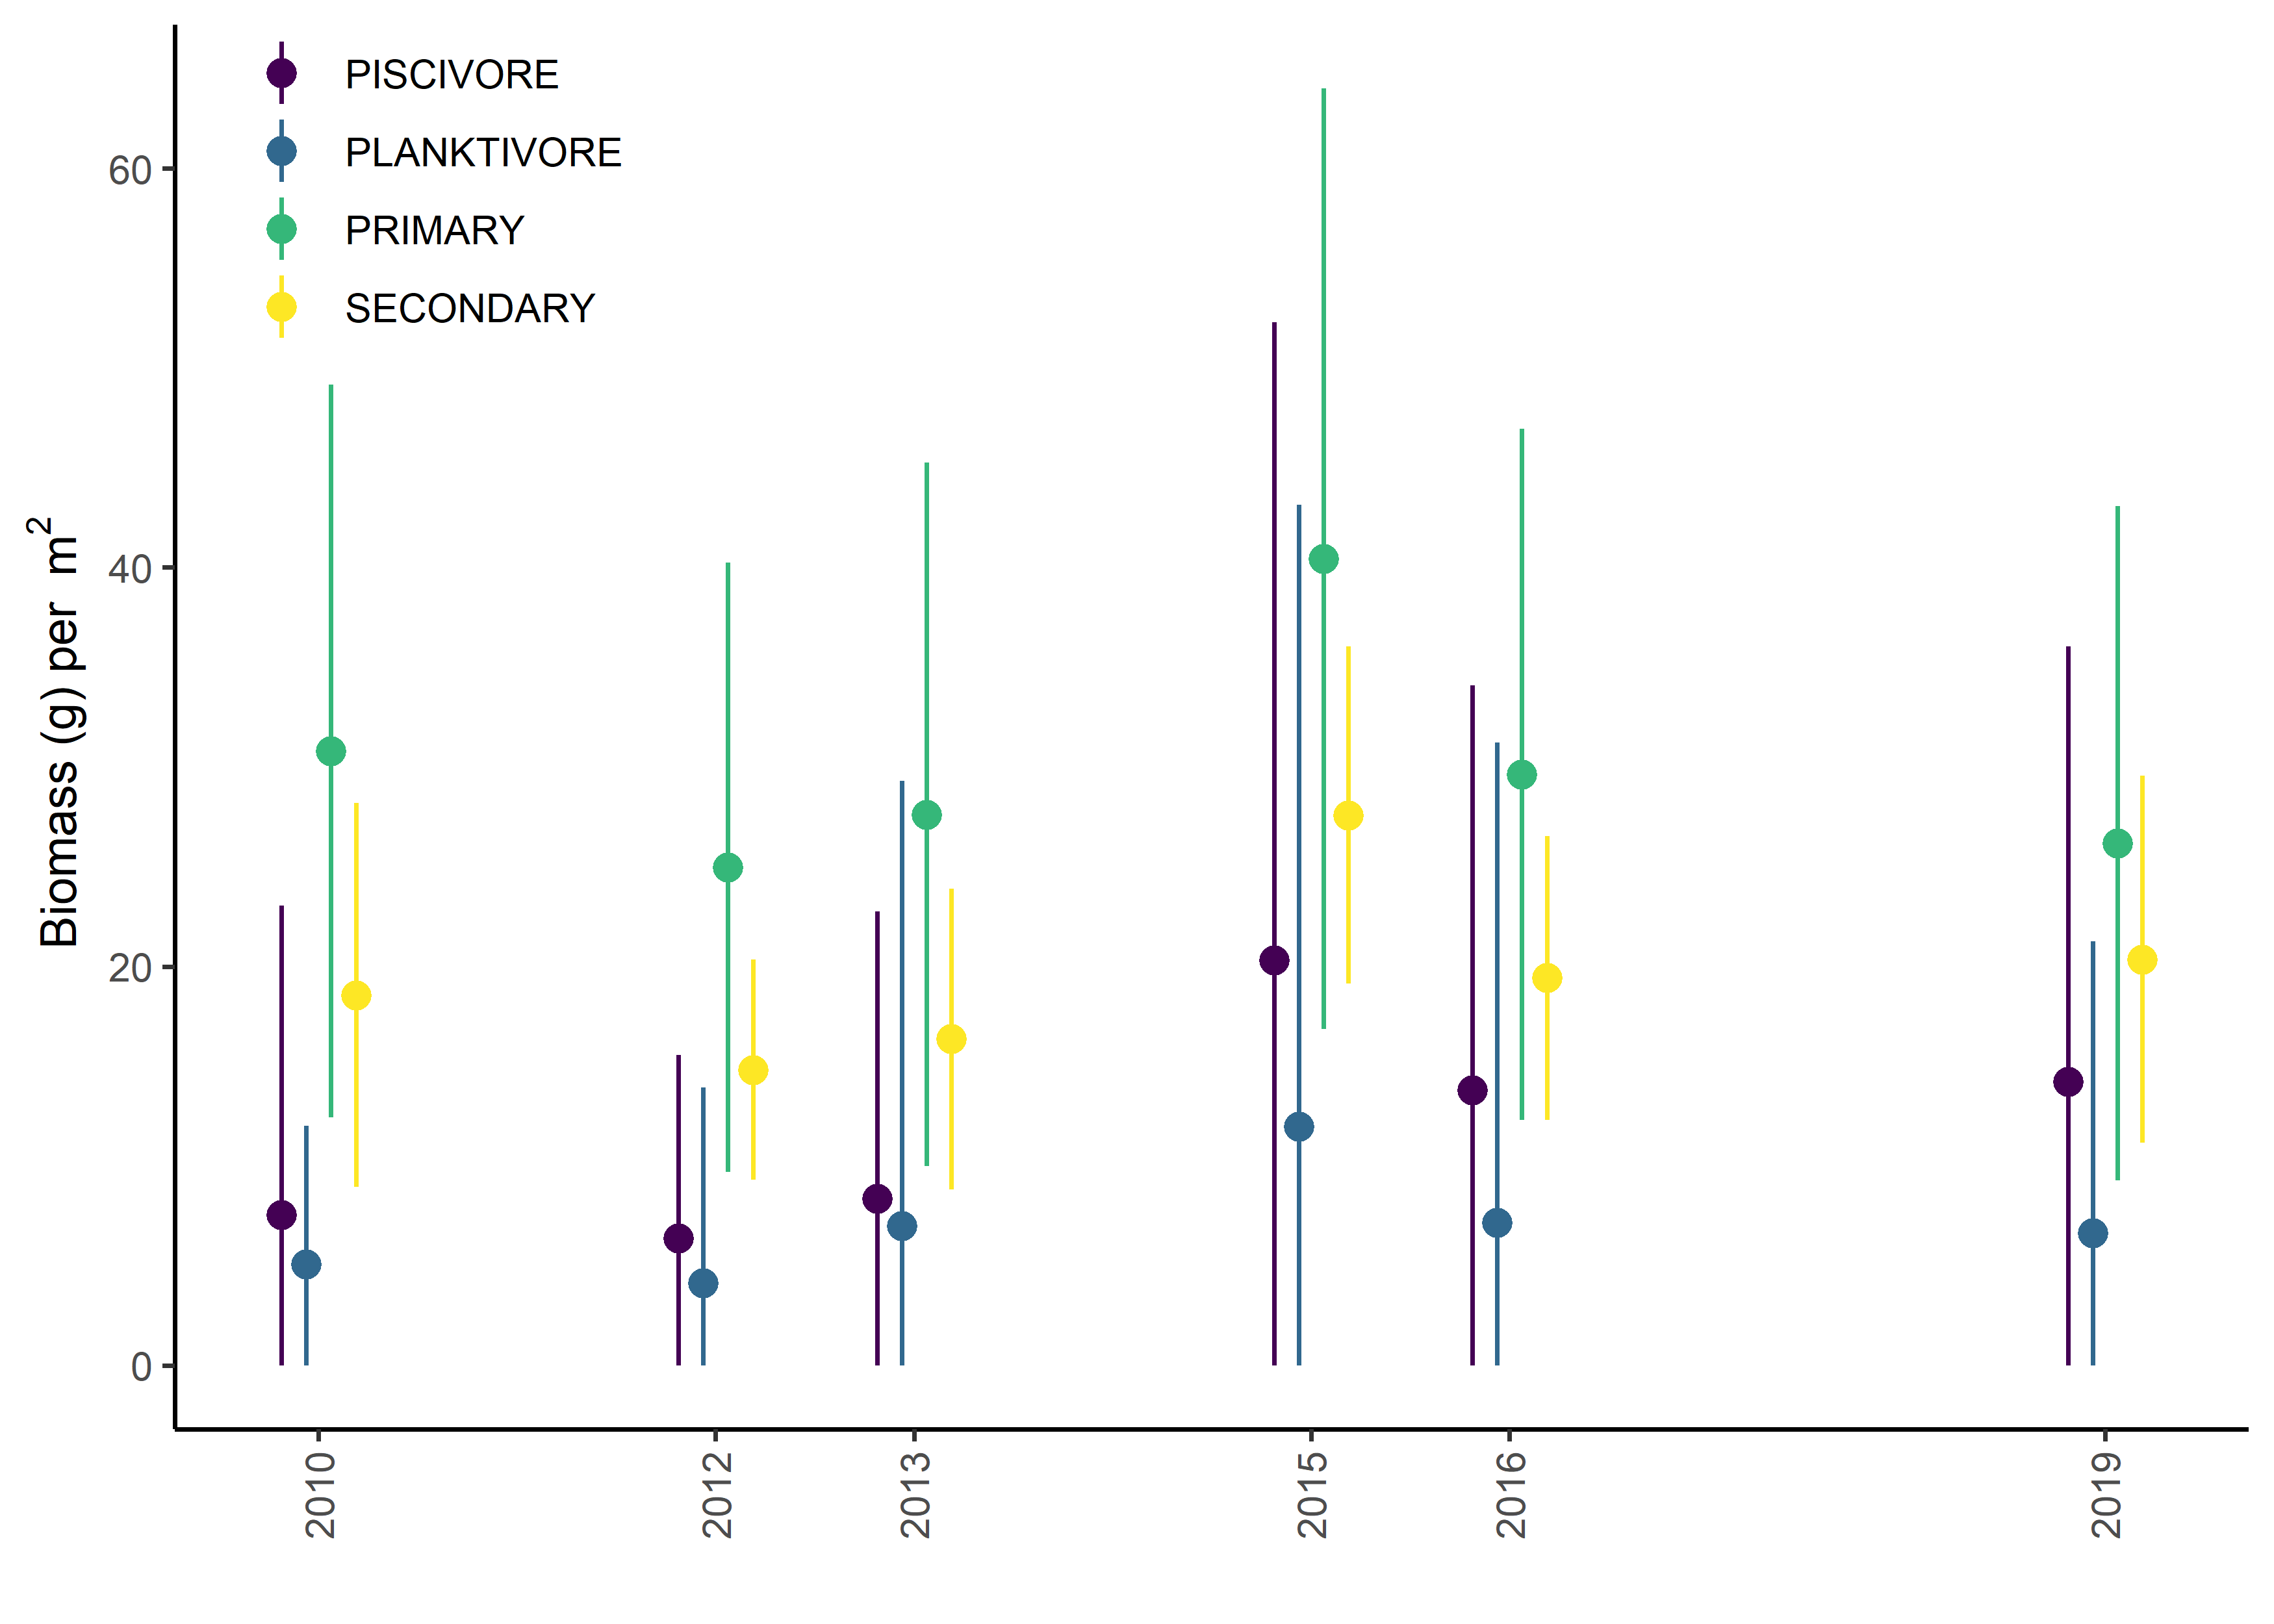 PISCIVORE
PLANKTIVORE
PRIMARY
SECONDARY
Biomass (g) per m²
60
40
20
0
2010
2012
2013
2015
2016
2019